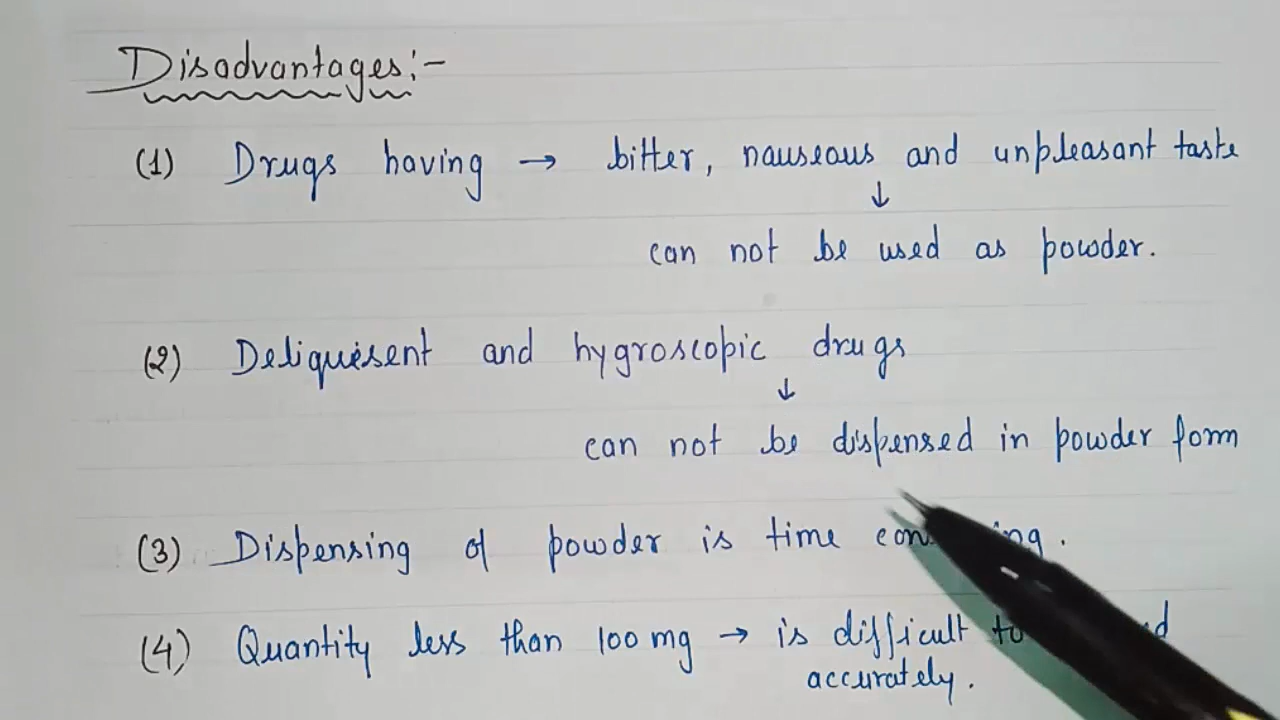 Disadvantages:-
(1) Drugs having → bitter, nauseous and unpleasant taste
↓
can not be used as powder.
(2) Deliquesent and hygroscopic drugs
↓
can not be dispensed in powder form
(3) Dispensing of powder is time
(4) Quantity less than 100 mg → is difficult to
accurately.